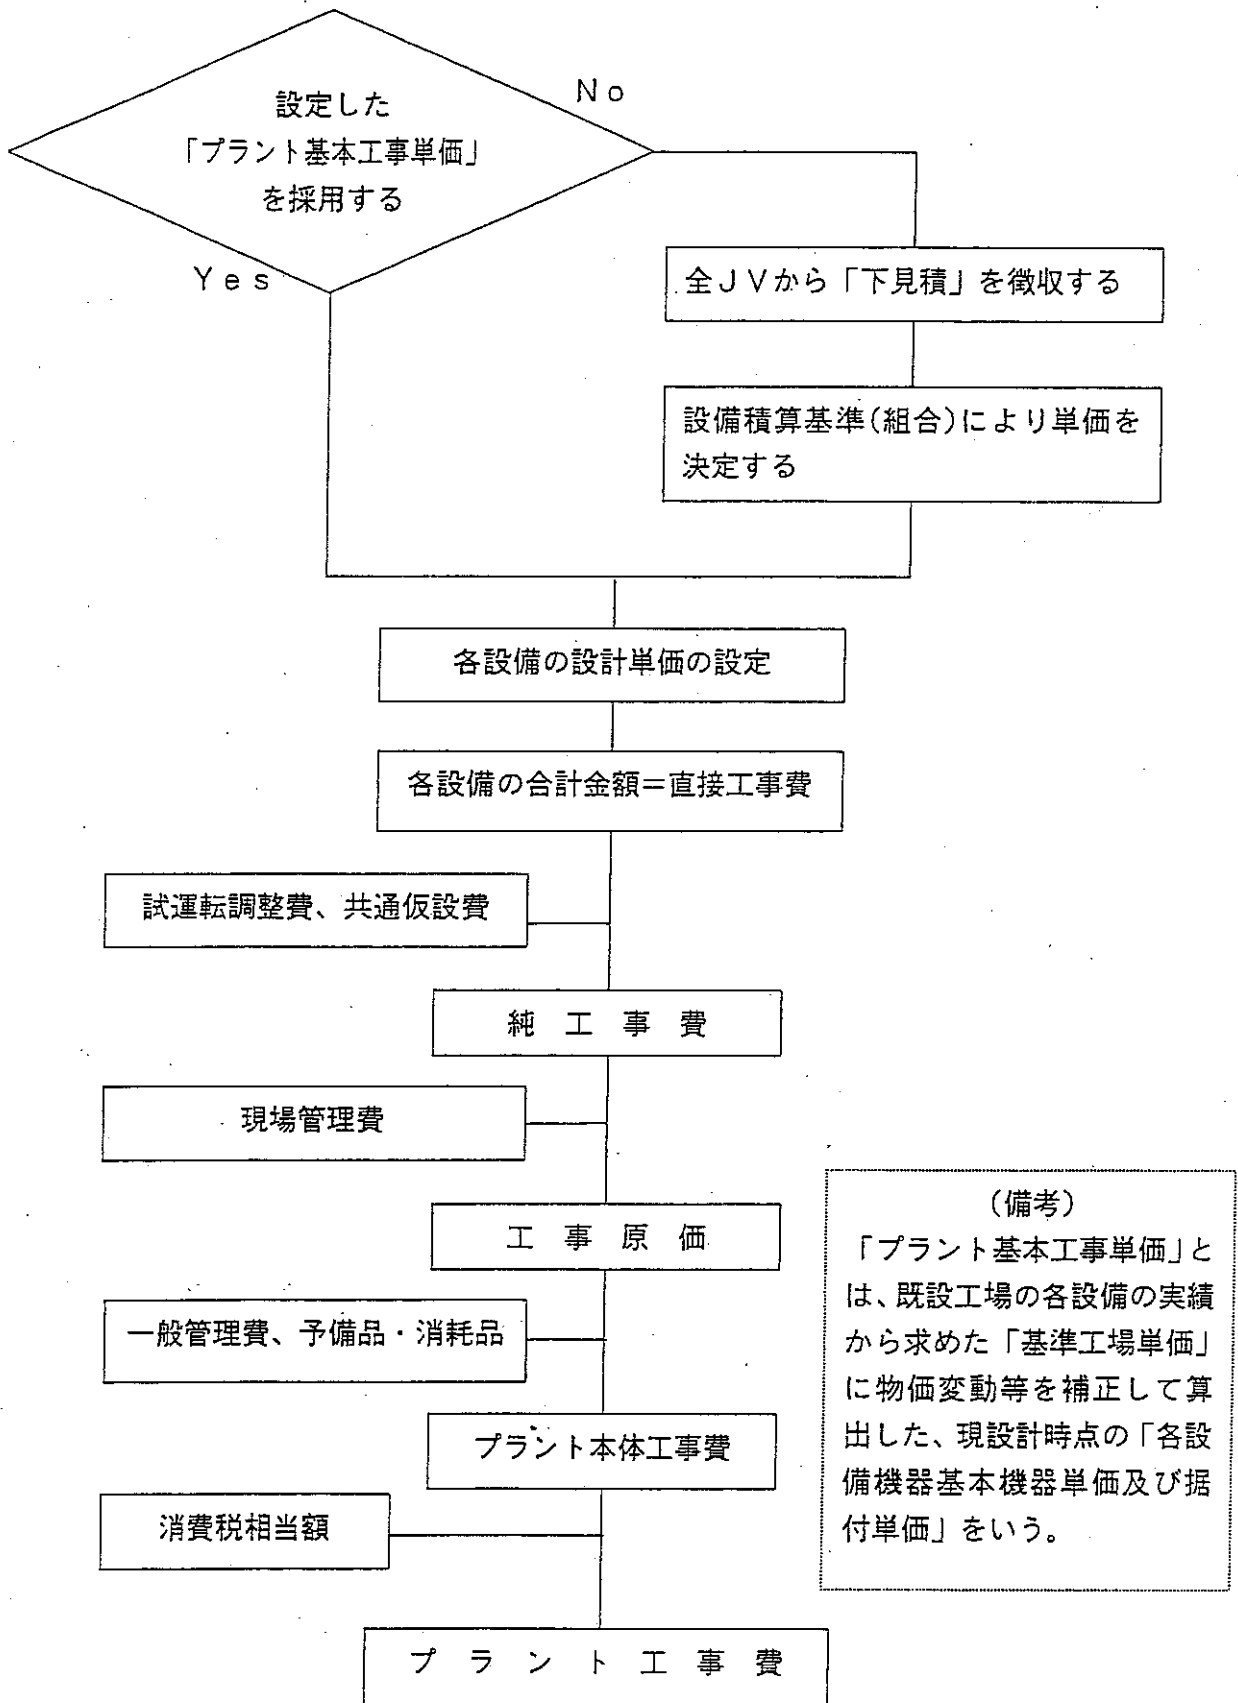 設定した
「プラント基本工事単価」
を採用する
No
Yes
全JVから「下見積」を徴収する
設備積算基準(組合)により単価を
決定する
各設備の設計単価の設定
各設備の合計金額=直接工事費
試運転調整費、共通仮設費
純工事費
現場管理費
工事原価
一般管理費、予備品・消耗品
プラント本体工事費
消費税相当額
プラント工事費
(備考)
「プラント基本工事単価」と
は、既設工場の各設備の実績
から求めた「基準工場単価」
に物価変動等を補正して算
出した、現設計時点の「各設
備機器基本機器単価及び据
付単価」をいう。